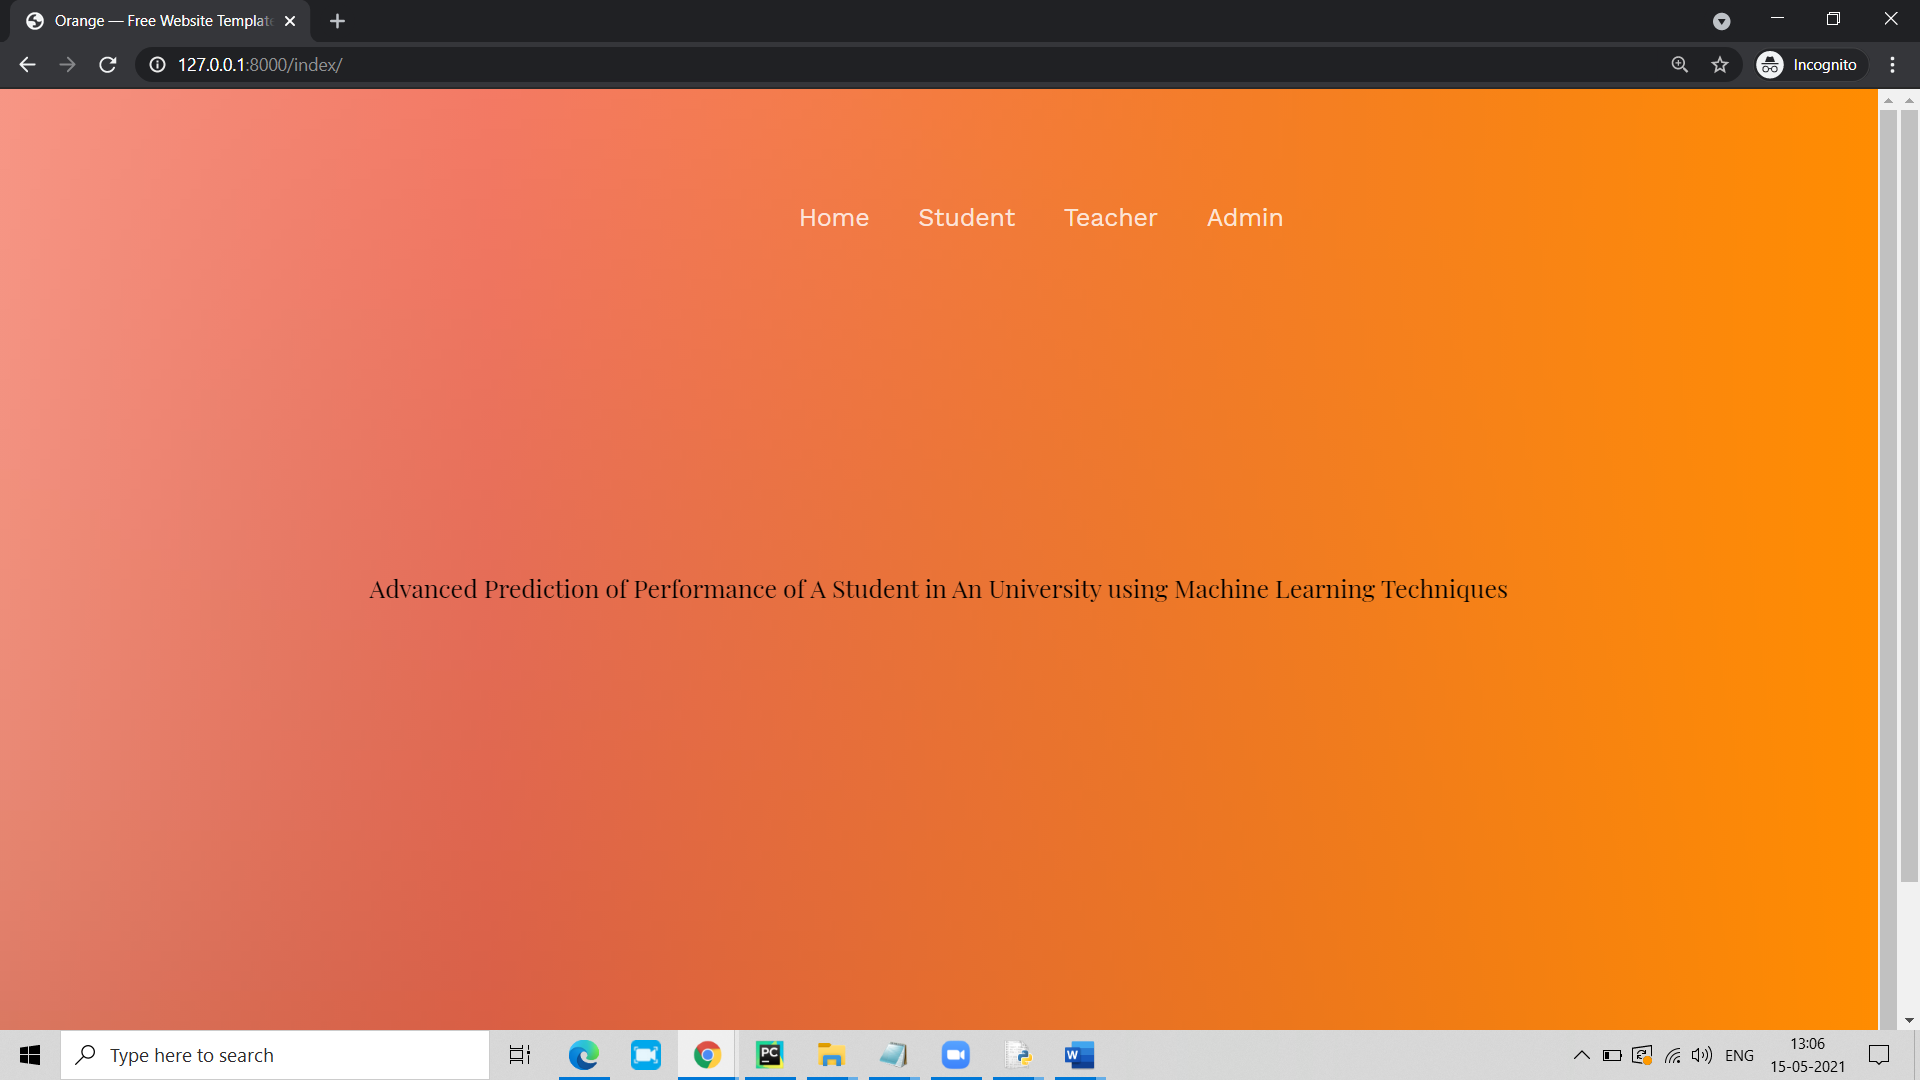 Orange — Free Website Templat
127.0.0.1:8000/index/
Incognito
Home Student Teacher Admin
Advanced Prediction of Performance of A Student in An University using Machine Learning Techniques
Type here to search
PC
W
ENG
13:06
15-05-2021